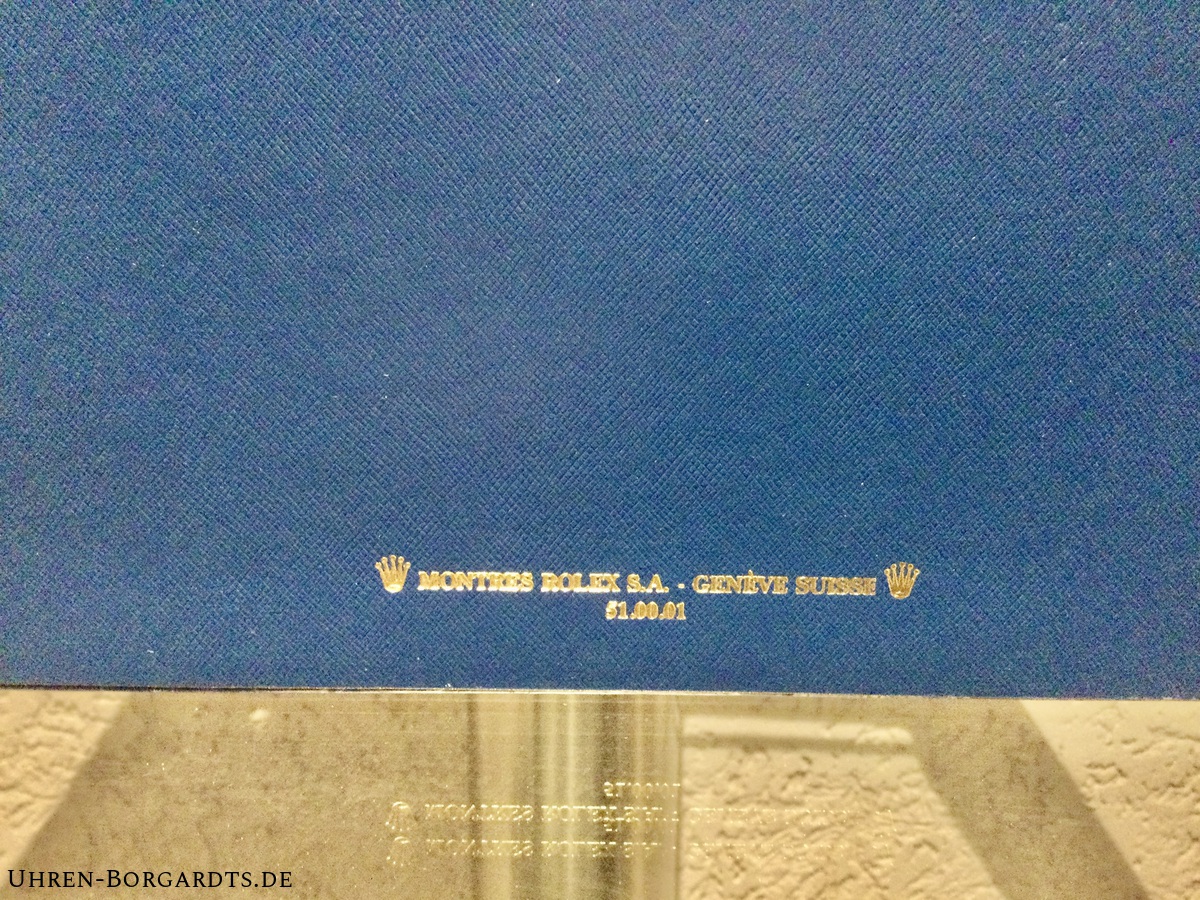 MONTRES ROLEX S.A. - GENÈVE SUISSE
51.00.01
UHREN-BORGARDTS.DE